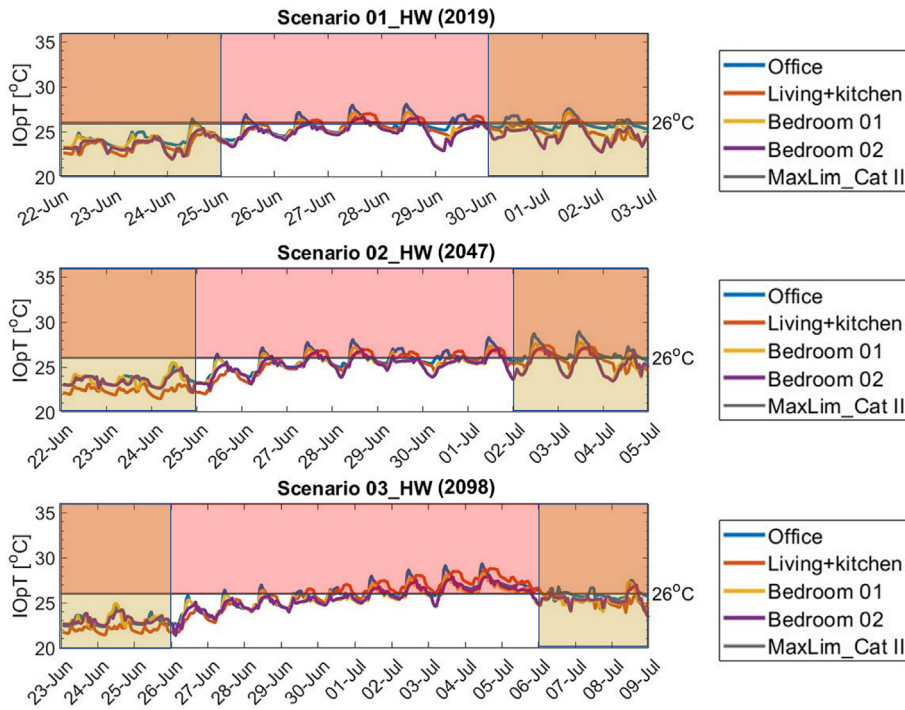 Scenario 01_HW (2019)
IOpT [°C]
35
30
25
20
26°C
22-Jun
23-Jun
24-Jun
25-Jun
26-Jun
27-Jun
28-Jun
29-Jun
30-Jun
01-Jul
02-Jul
03-Jul
Office
Living+kitchen
Bedroom 01
Bedroom 02
MaxLim_Cat II
Scenario 02_HW (2047)
IOpT [°C]
35
30
25
20
26°C
22-Jun
23-Jun
24-Jun
25-Jun
26-Jun
27-Jun
28-Jun
29-Jun
30-Jun
01-Jul
02-Jul
03-Jul
04-Jul
05-Jul
Office
Living+kitchen
Bedroom 01
Bedroom 02
MaxLim_Cat II
Scenario 03_HW (2098)
IOpT [°C]
35
30
25
20
26°C
23-Jun
24-Jun
25-Jun
26-Jun
27-Jun
28-Jun
29-Jun
30-Jun
01-Jul
02-Jul
03-Jul
04-Jul
05-Jul
06-Jul
07-Jul
08-Jul
09-Jul
Office
Living+kitchen
Bedroom 01
Bedroom 02
MaxLim_Cat II